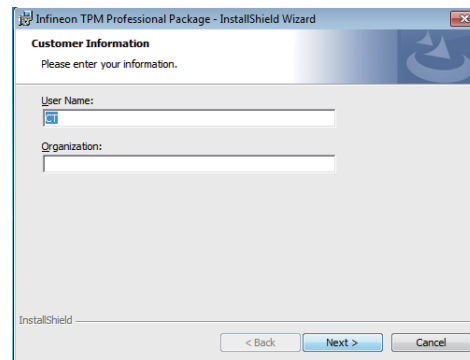 Infineon TPM Professional Package - InstallShield Wizard
Customer Information
Please enter your information.
User Name:
CT
Organization:
InstallShield
< Back
Next >
Cancel